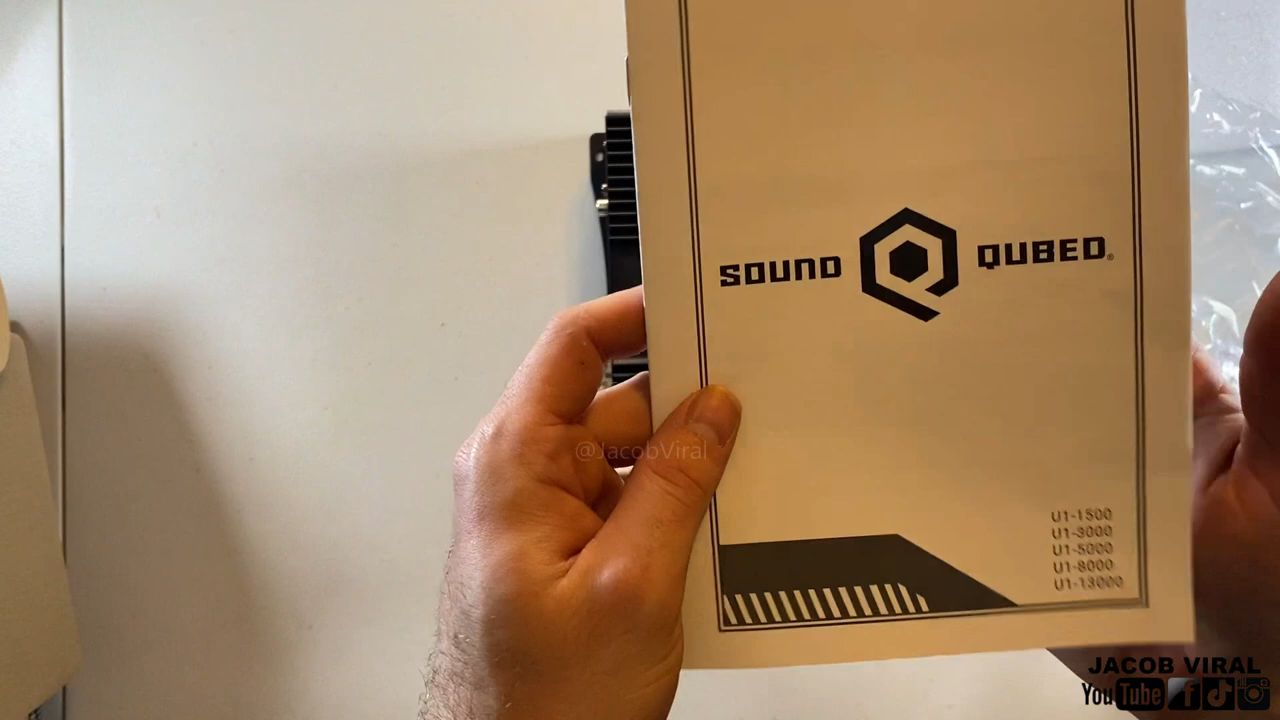 SOUND QUBED®
@JacobViral
U1-1500
U1-3000
U1-5000
U1-8000
U1-13000
JACOB VIRAL
YouTube